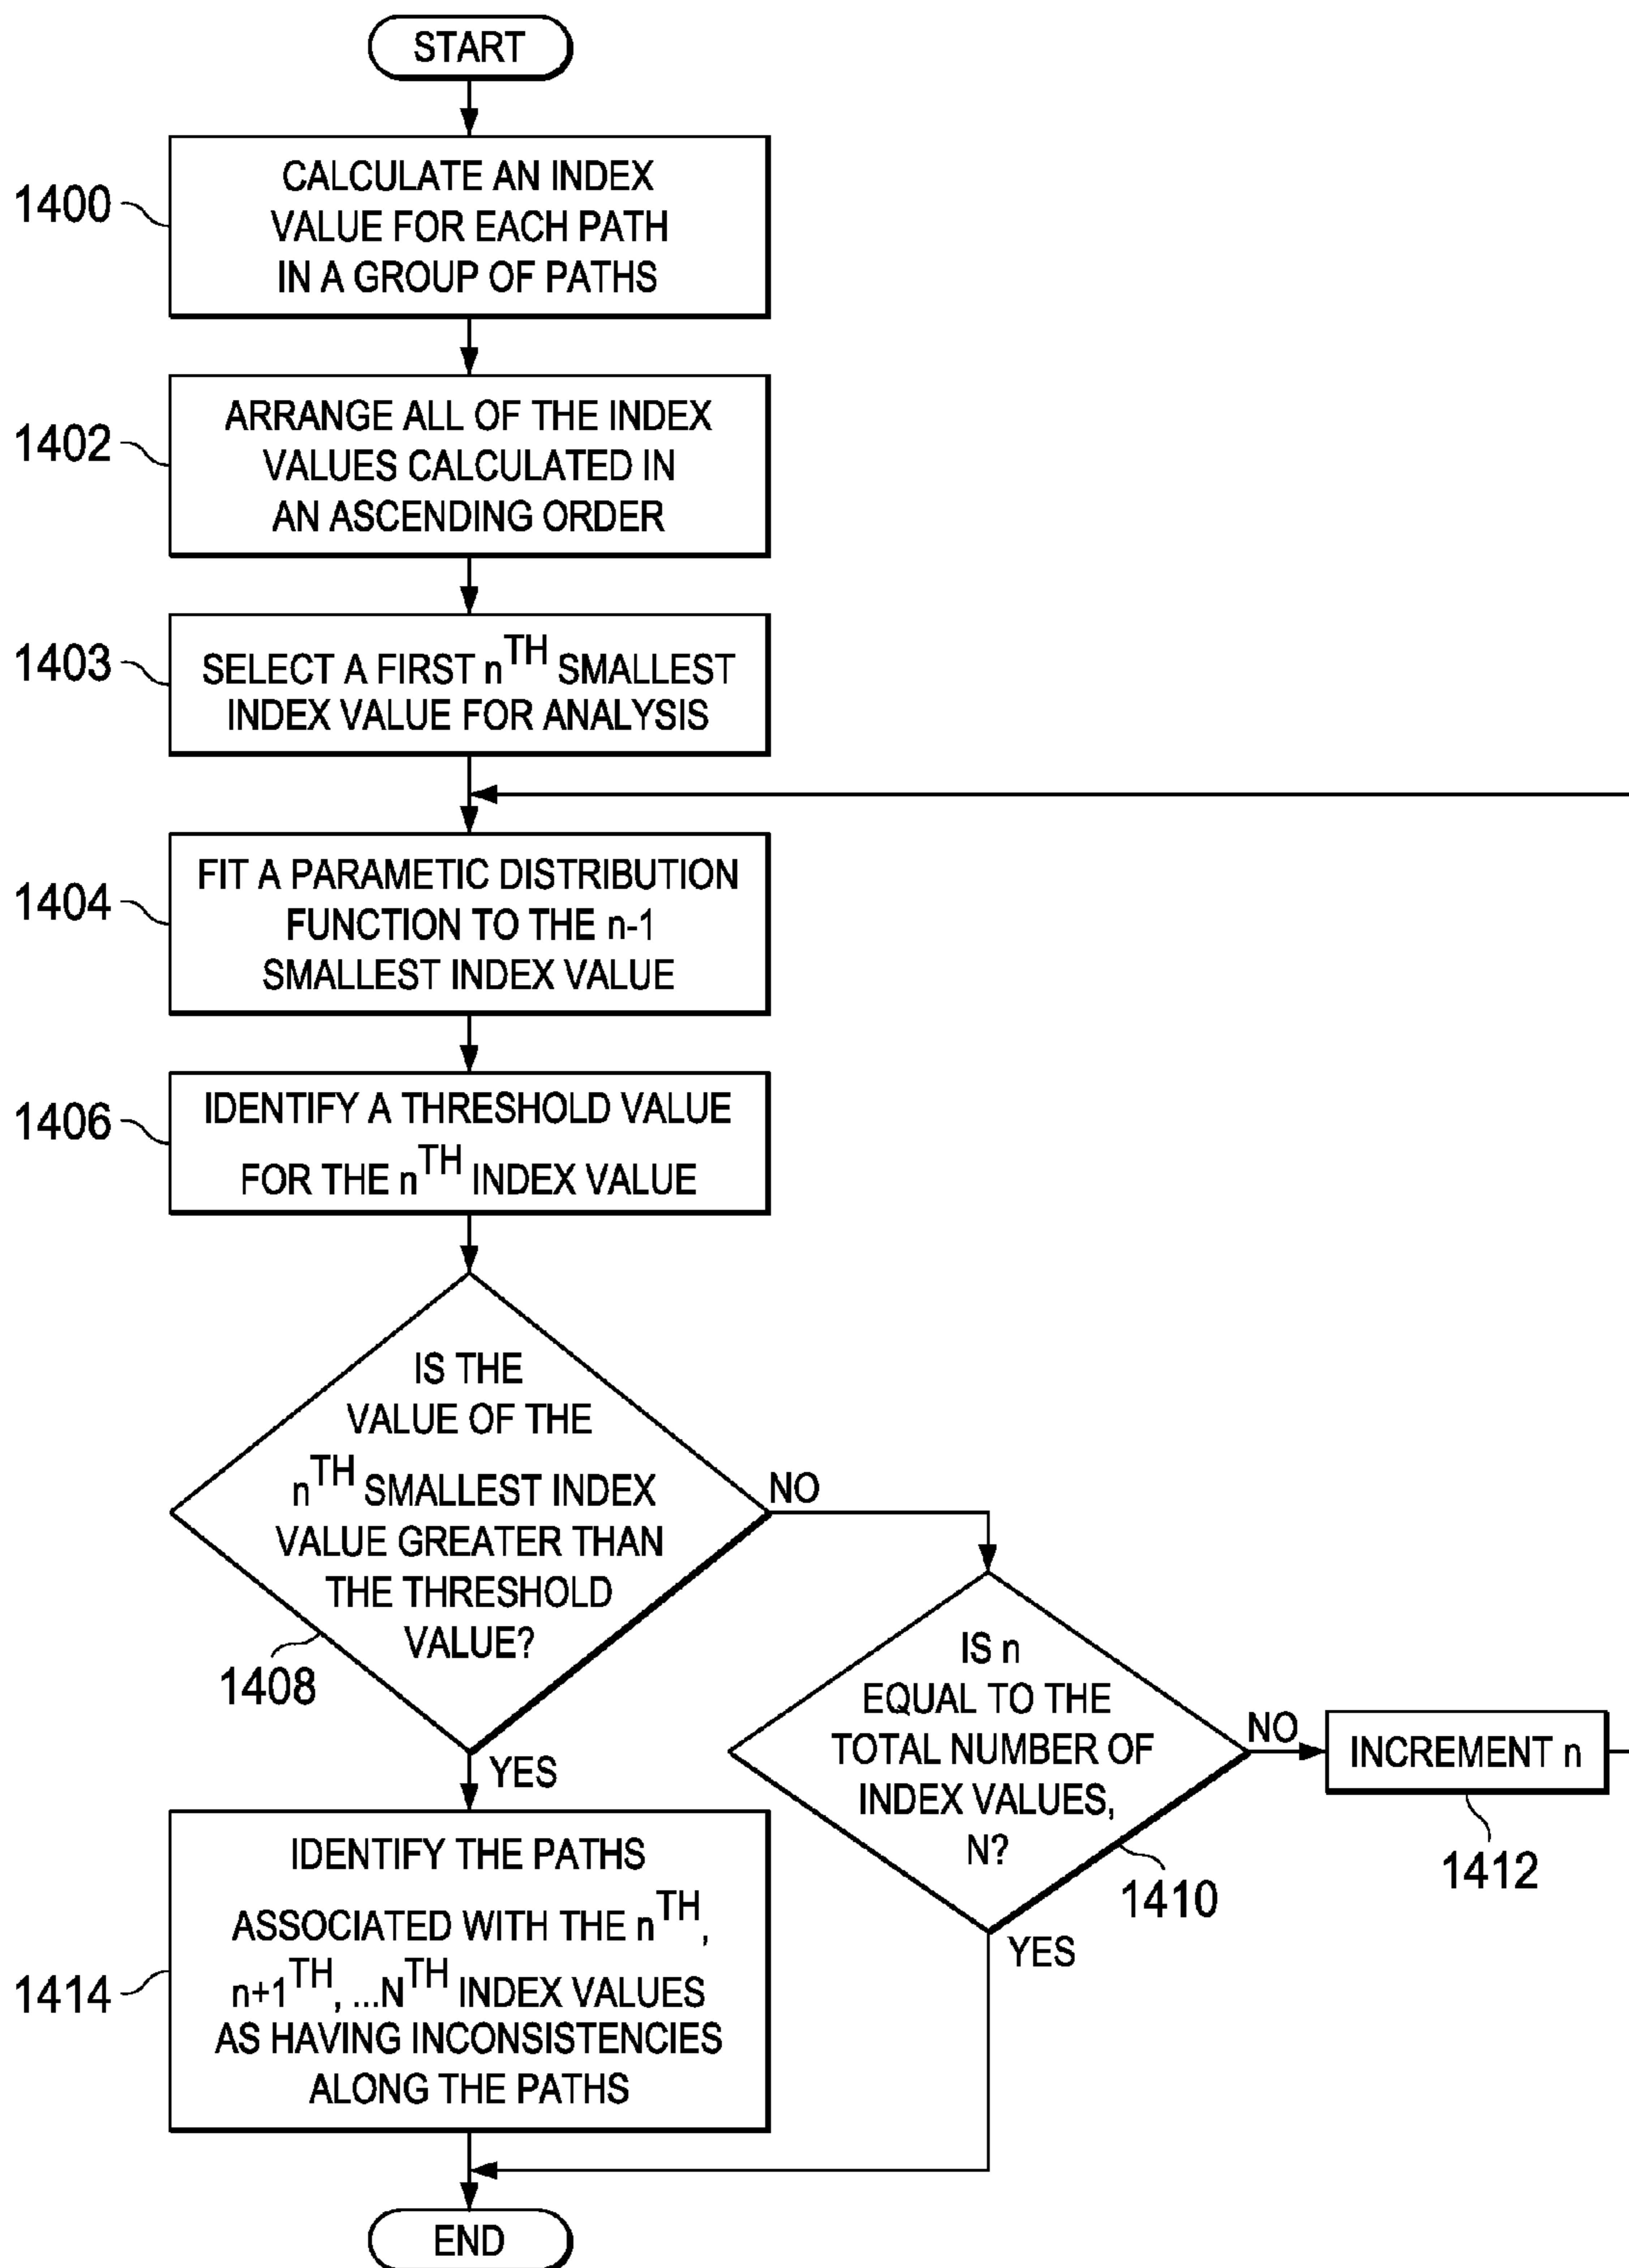 START
1400
CALCULATE AN INDEX
VALUE FOR EACH PATH
IN A GROUP OF PATHS
1402
ARRANGE ALL OF THE INDEX
VALUES CALCULATED IN
AN ASCENDING ORDER
1403
SELECT A FIRST nTH SMALLEST
INDEX VALUE FOR ANALYSIS
1404
FIT A PARAMETIC DISTRIBUTION
FUNCTION TO THE n-1
SMALLEST INDEX VALUE
1406
IDENTIFY A THRESHOLD VALUE
FOR THE nTH INDEX VALUE
IS THE
VALUE OF THE
nTH SMALLEST INDEX
VALUE GREATER THAN
THE THRESHOLD
VALUE?
1408
NO
YES
IS n
EQUAL TO THE
TOTAL NUMBER OF
INDEX VALUES,
N?
1410
NO
YES
INCREMENT n
1412
1414
IDENTIFY THE PATHS
ASSOCIATED WITH THE nTH,
n+1TH, ...NTH INDEX VALUES
AS HAVING INCONSISTENCIES
ALONG THE PATHS
END